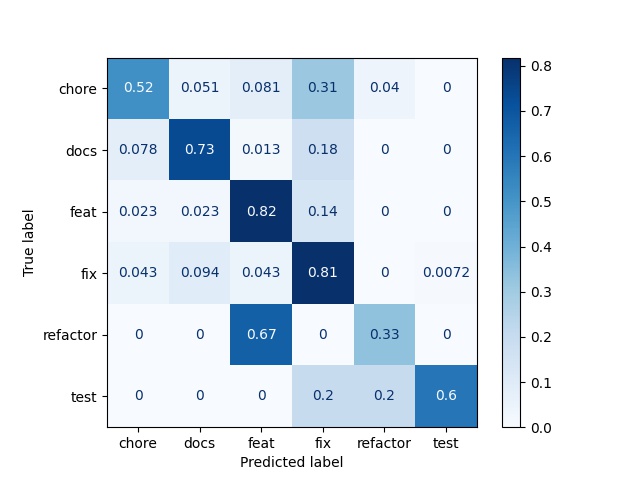 chore 0.52 0.051 0.081 0.31 0.04 0
docs 0.078 0.73 0.013 0.18 0 0
feat 0.023 0.023 0.82 0.14 0 0
fix 0.043 0.094 0.043 0.81 0 0.0072
refactor 0 0 0.67 0 0.33 0
test 0 0 0 0.2 0.2 0.6
chore docs feat fix refactor test
Predicted label
True label
0.8
0.7
0.6
0.5
0.4
0.3
0.2
0.1
0.0